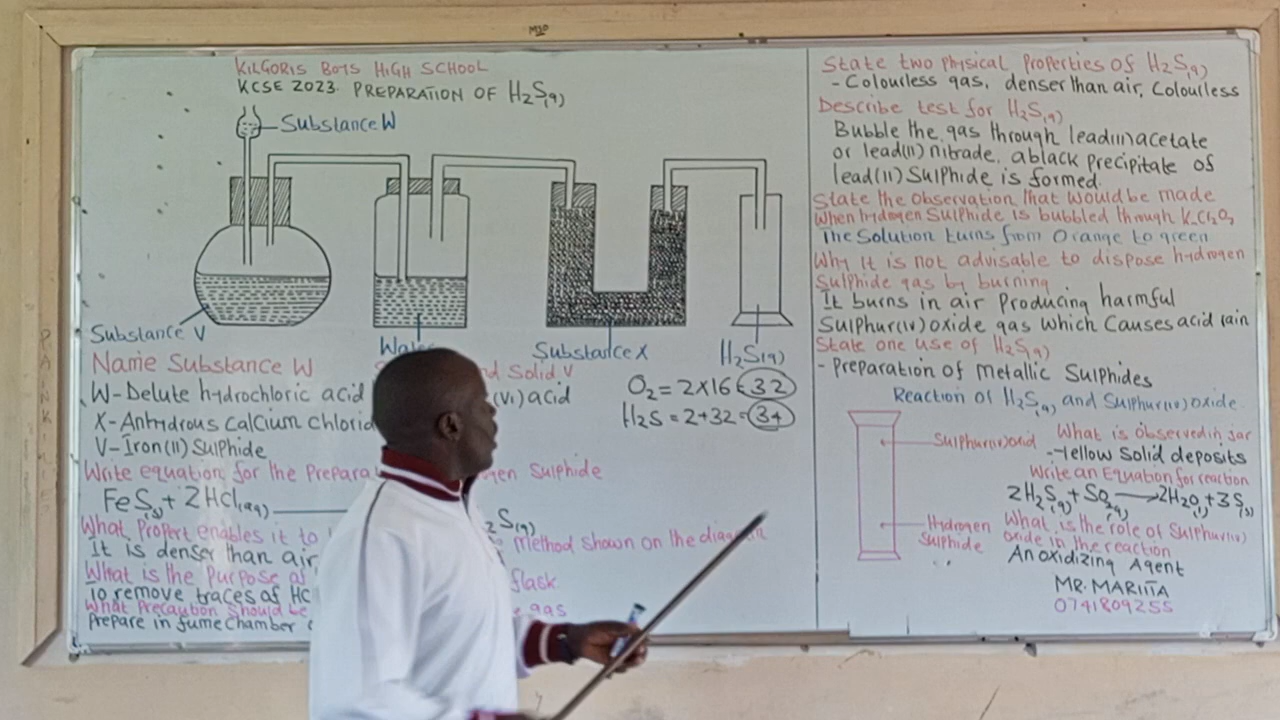 M20
KILGORIS BOYS HIGH SCHOOL
KCSE 2023. PREPARATION OF H₂S(g)
Substance W
Substance V
Water
Substance X
H₂S(g)
Name Substance W
nd Solid V
W-Delute hydrochloric acid
(VI) acid
X-Anhydrous calcium chlorid
V-Iron(II) Sulphide
O₂ = 2x16 = 32
H₂S = 2+32 = 34
Write equation for the Prepara
gen Sulphide
FeS(s) + 2HCl(aq)
₂S(g)
What Propert enables it to
method shown on the diagram
It is denser than air
What is the purpose of
flask
To remove traces of HC
What Precaution should be
gas
Prepare in fume chamber
State two physical Properties of H₂S(g)
- Colourless gas, denser than air, Colourless
Describe test for H₂S(g)
Bubble the gas through lead(II) acetate
or lead(II) nitrade. a black precipitate of
lead(II) Sulphide is formed.
State the observation that would be made
when hydrogen Sulphide is bubbled through K₂Cr₂O₇
The Solution turns from Orange to green
Why it is not advisable to dispose hydrogen
Sulphide gas by burning
It burns in air Producing harmful
Sulphur(IV) oxide gas which Causes acid rain
State one use of H₂S(g)
- Preparation of Metallic Sulphides
Reaction of H₂S(g) and Sulphur(IV) oxide.
Sulphur(IV) oxid
Hydrogen
Sulphide
What is observed in jar
-Yellow Solid deposits
Write an Equation for reaction
2H₂S(g) + SO₂(g) → 2H₂O(l) + 3S(s)
What is the role of Sulphur(IV)
oxide in the reaction
An oxidizing Agent
MR. MARITA
0741809255